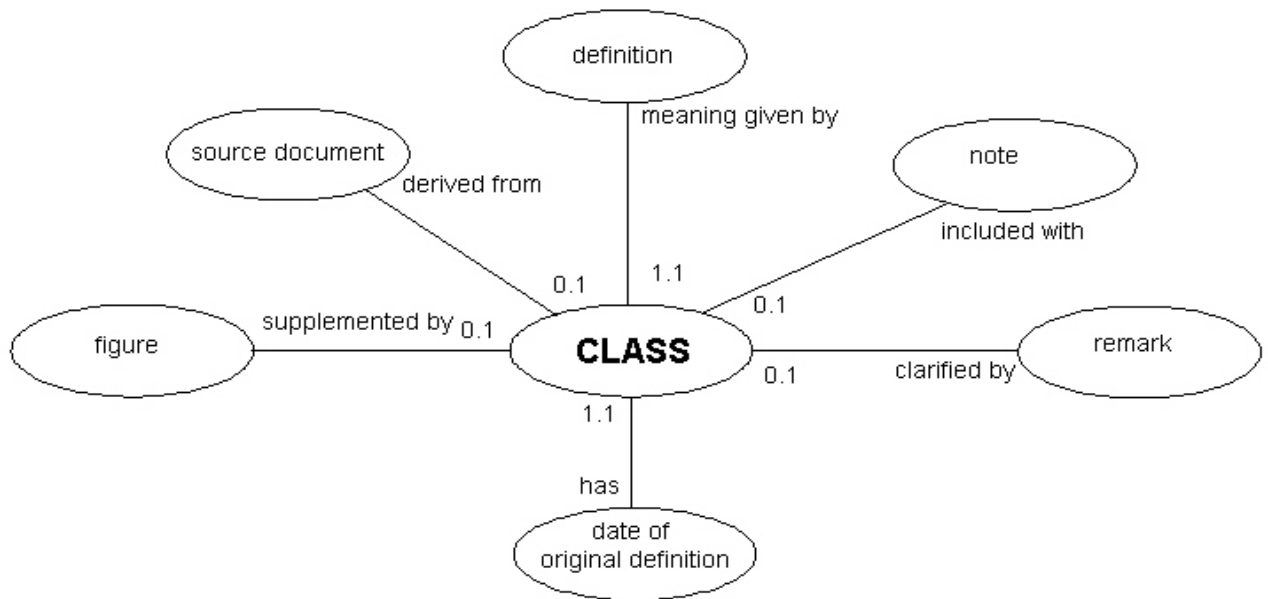 definition
meaning given by
source document
derived from
note
included with
0.1
1.1
0.1
figure
supplemented by
0.1
CLASS
0.1
clarified by
remark
1.1
has
date of
original definition